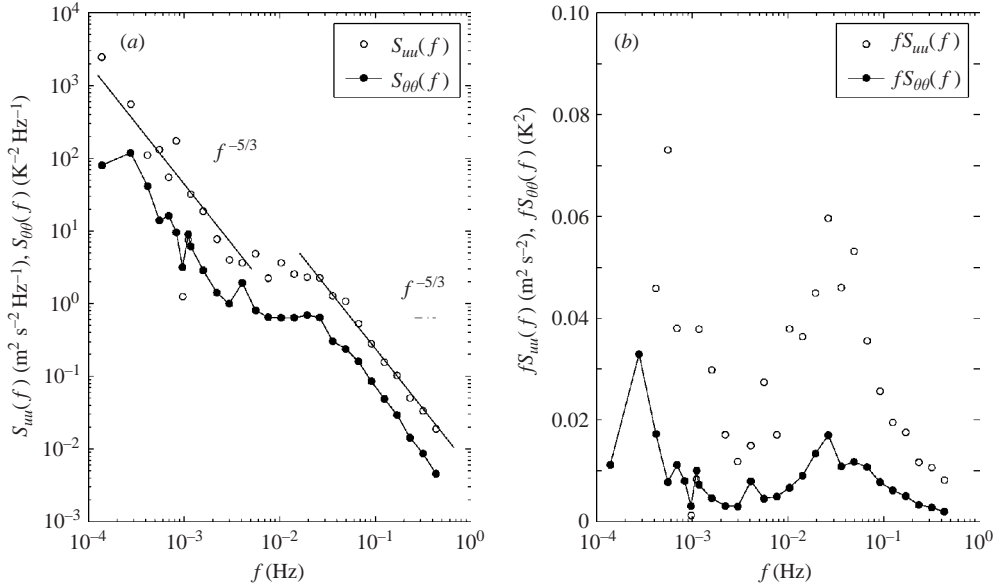 (a)
S_uu(f)
S_θθ(f)
f^−5/3
f^−5/3
10^4
10^3
10^2
10^1
10^0
10^−1
10^−2
10^−3
10^−4
10^−3
10^−2
10^−1
10^0
f (Hz)
S_uu(f) (m^2 s^−2 Hz^−1), S_θθ(f) (K^−2 Hz^−1)
(b)
fS_uu(f)
fS_θθ(f)
0.10
0.08
0.06
0.04
0.02
0
10^−4
10^−3
10^−2
10^−1
10^0
f (Hz)
fS_uu(f) (m^2 s^−2), fS_θθ(f) (K^2)